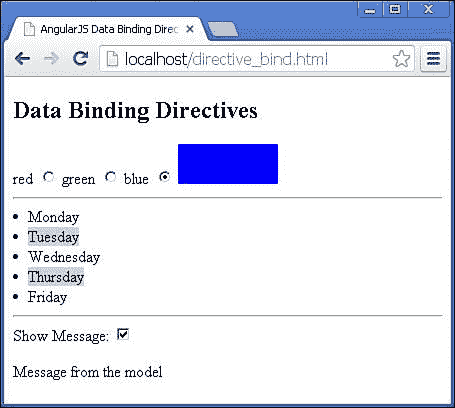 AngularJS Data Binding Direc
localhost/directive_bind.html
Data Binding Directives
red green blue
Monday
Tuesday
Wednesday
Thursday
Friday
Show Message:
Message from the model